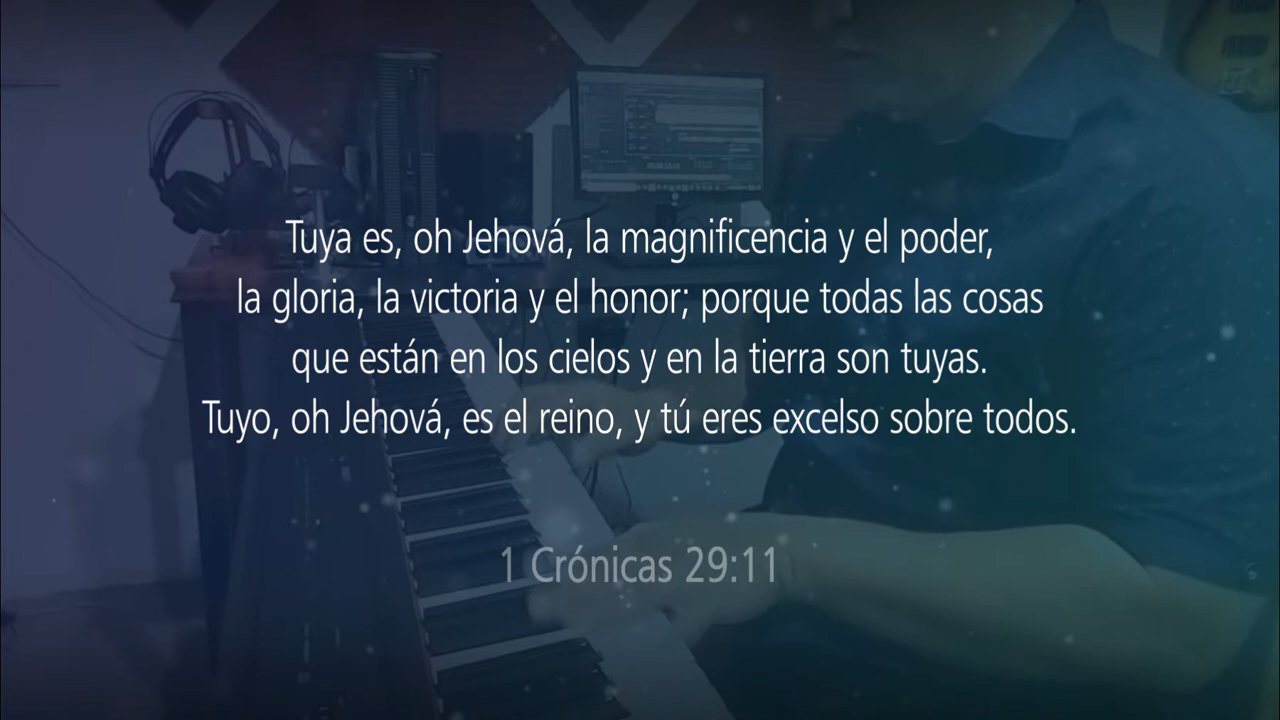 Tuya es, oh Jehová, la magnificencia y el poder,
la gloria, la victoria y el honor; porque todas las cosas
que están en los cielos y en la tierra son tuyas.
Tuyo, oh Jehová, es el reino, y tú eres excelso sobre todos.
1 Crónicas 29:11